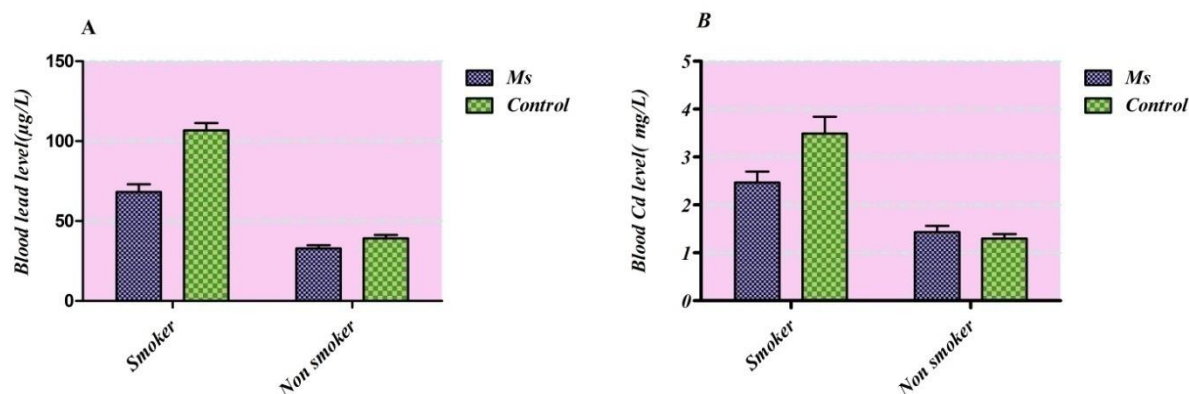 A
Blood lead level(µg/L)
150
100
50
0
Smoker
Non smoker
Ms
Control
B
Blood Cd level( mg/L)
5
4
3
2
1
0
Smoker
Non smoker
Ms
Control